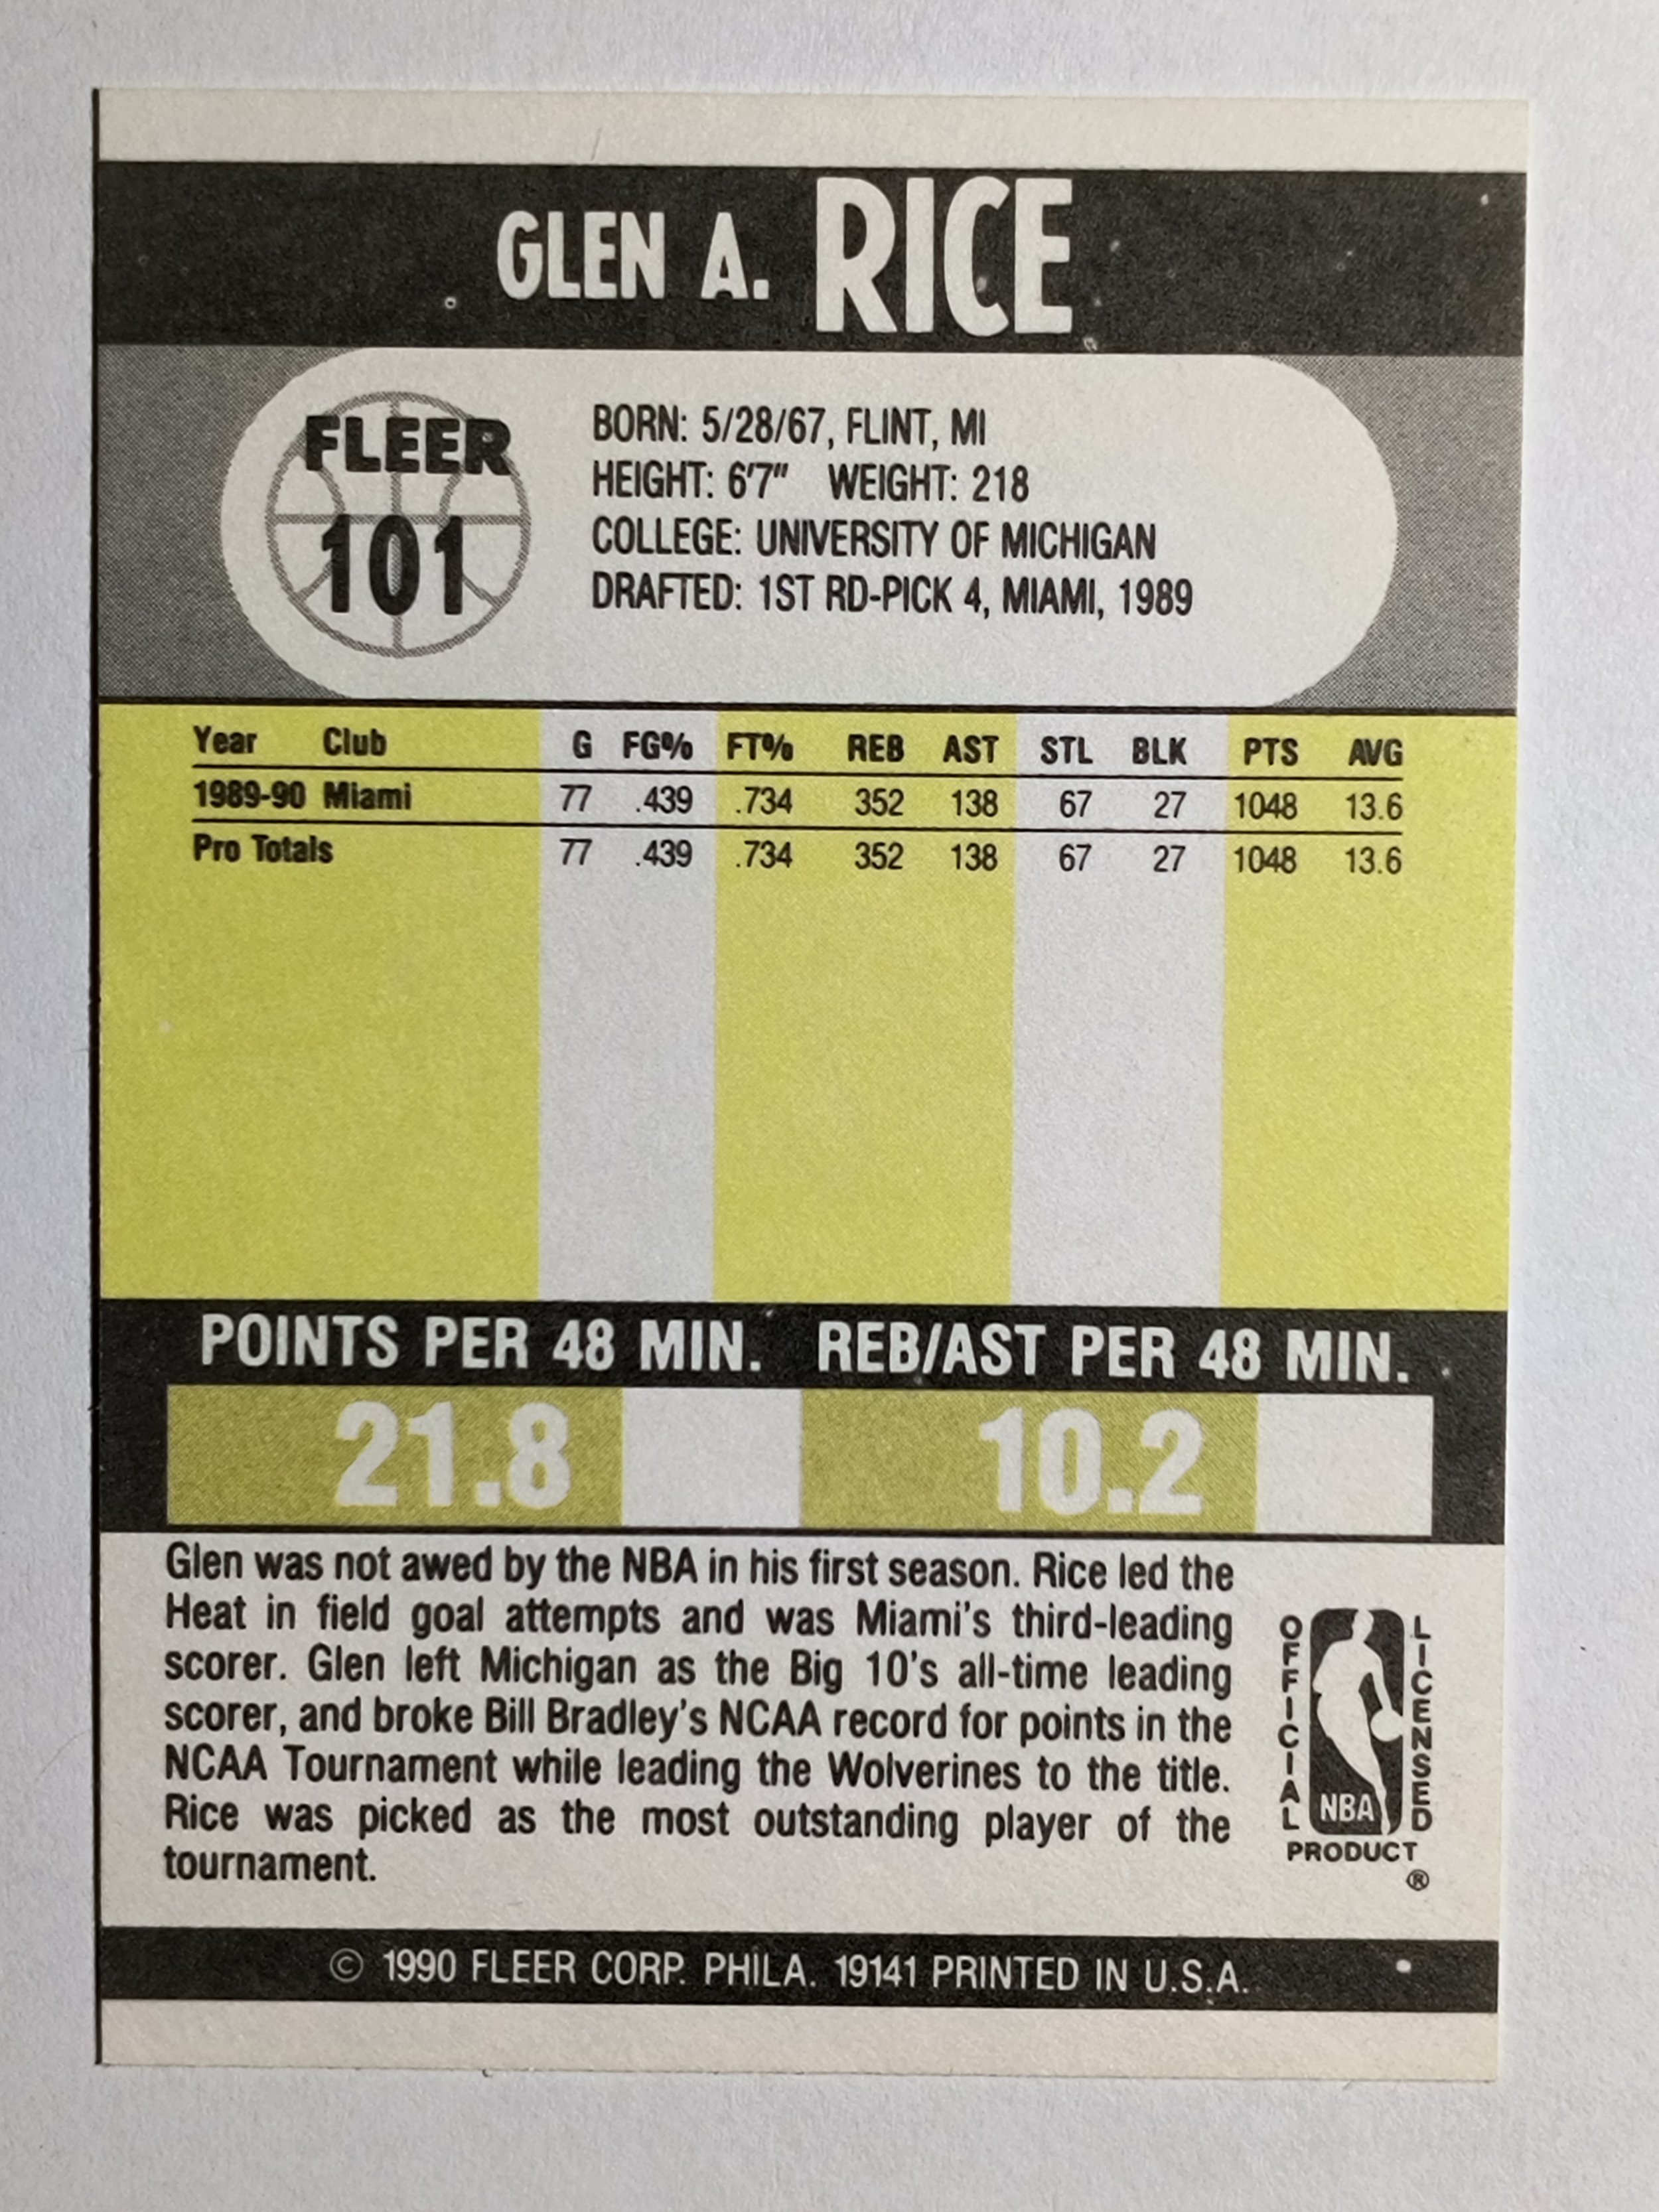 GLEN A. RICE
FLEER
101
BORN: 5/28/67, FLINT, MI
HEIGHT: 6'7" WEIGHT: 218
COLLEGE: UNIVERSITY OF MICHIGAN
DRAFTED: 1ST RD-PICK 4, MIAMI, 1989
Year Club G FG% FT% REB AST STL BLK PTS AVG
1989-90 Miami 77 .439 .734 352 138 67 27 1048 13.6
Pro Totals 77 .439 .734 352 138 67 27 1048 13.6
POINTS PER 48 MIN. REB/AST PER 48 MIN.
21.8 10.2
Glen was not awed by the NBA in his first season. Rice led the
Heat in field goal attempts and was Miami's third-leading
scorer. Glen left Michigan as the Big 10's all-time leading
scorer, and broke Bill Bradley's NCAA record for points in the
NCAA Tournament while leading the Wolverines to the title.
Rice was picked as the most outstanding player of the
tournament.
OFFICIAL
LICENSED
NBA
PRODUCT
®
© 1990 FLEER CORP. PHILA. 19141 PRINTED IN U.S.A.